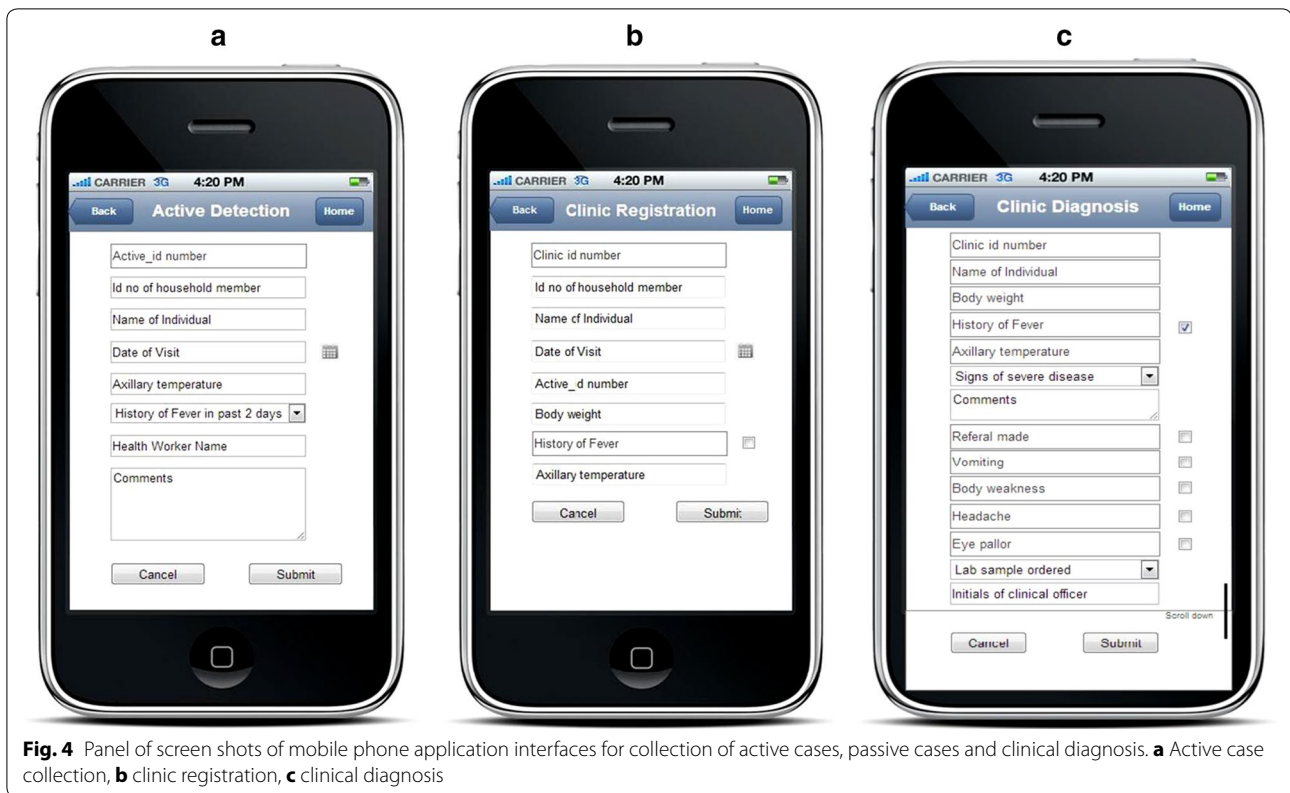 a
b
c
CARRIER 3G 4:20 PM
Back Active Detection Home
Active_id number
Id no of household member
Name of Individual
Date of Visit
Axillary temperature
History of Fever in past 2 days
Health Worker Name
Comments
Cancel Submit
CARRIER 3G 4:20 PM
Back Clinic Registration Home
Clinic id number
Id no of household member
Name of Individual
Date of Visit
Active_d number
Body weight
History of Fever
Axillary temperature
Cancel Submit
CARRIER 3G 4:20 PM
Back Clinic Diagnosis Home
Clinic id number
Name of Individual
Body weight
History of Fever
Axillary temperature
Signs of severe disease
Comments
Referal made
Vomiting
Body weakness
Headache
Eye pallor
Lab sample ordered
Initials of clinical officer
Scroll down
Cancel Submit
Fig. 4 Panel of screen shots of mobile phone application interfaces for collection of active cases, passive cases and clinical diagnosis. a Active case
collection, b clinic registration, c clinical diagnosis